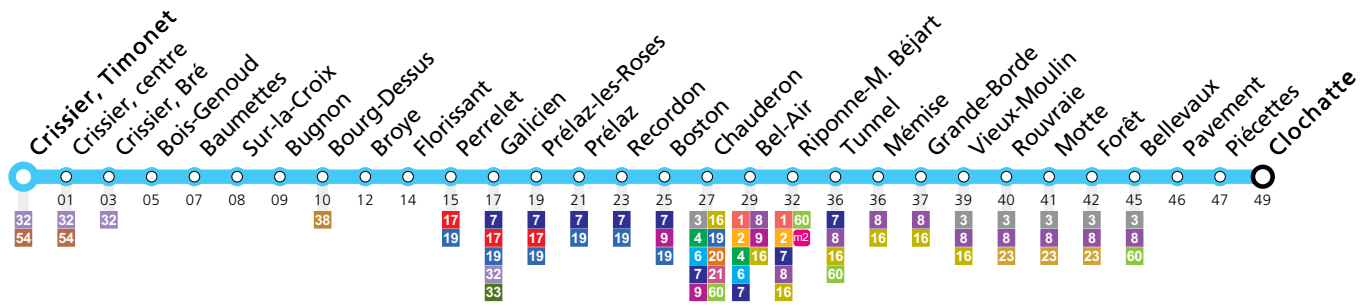 Crissier, Timonet
Crissier, centre
Crissier, Bré
Bois-Genoud
Baumettes
Sur-la-Croix
Bugnon
Bourg-Dessus
Broye
Florissant
Perrelet
Galicien
Prélaz-les-Roses
Prélaz
Recordon
Boston
Chauderon
Bel-Air
Riponne-M. Béjart
Tunnel
Mémise
Grande-Borde
Vieux-Moulin
Rouvraie
Motte
Forêt
Bellevaux
Pavement
Piécettes
Clochatte
01 03 05 07 08 09 10 12 14 15 17 19 21 23 25 27 29 32 36 36 37 39 40 41 42 45 46 47 49
32 32 32 38 17 7 7 7 7 7 3 16 1 8 1 60 7 8 8 3 3 3 3 3
54 54 19 17 17 19 19 9 4 19 2 9 2 m2 8 16 16 8 8 8 8 8
19 19 19 6 20 4 16 7 16 16 23 23 23 60
32 7 21 6 8 60
33 9 60 7 16